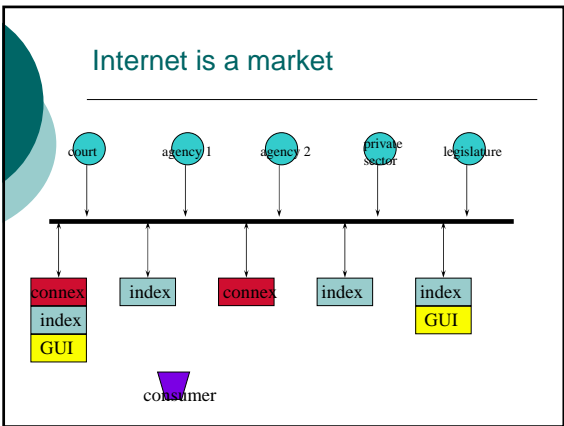 Internet is a market
court
agency 1
agency 2
private
sector
legislature
connex
index
connex
index
index
index
GUI
GUI
consumer